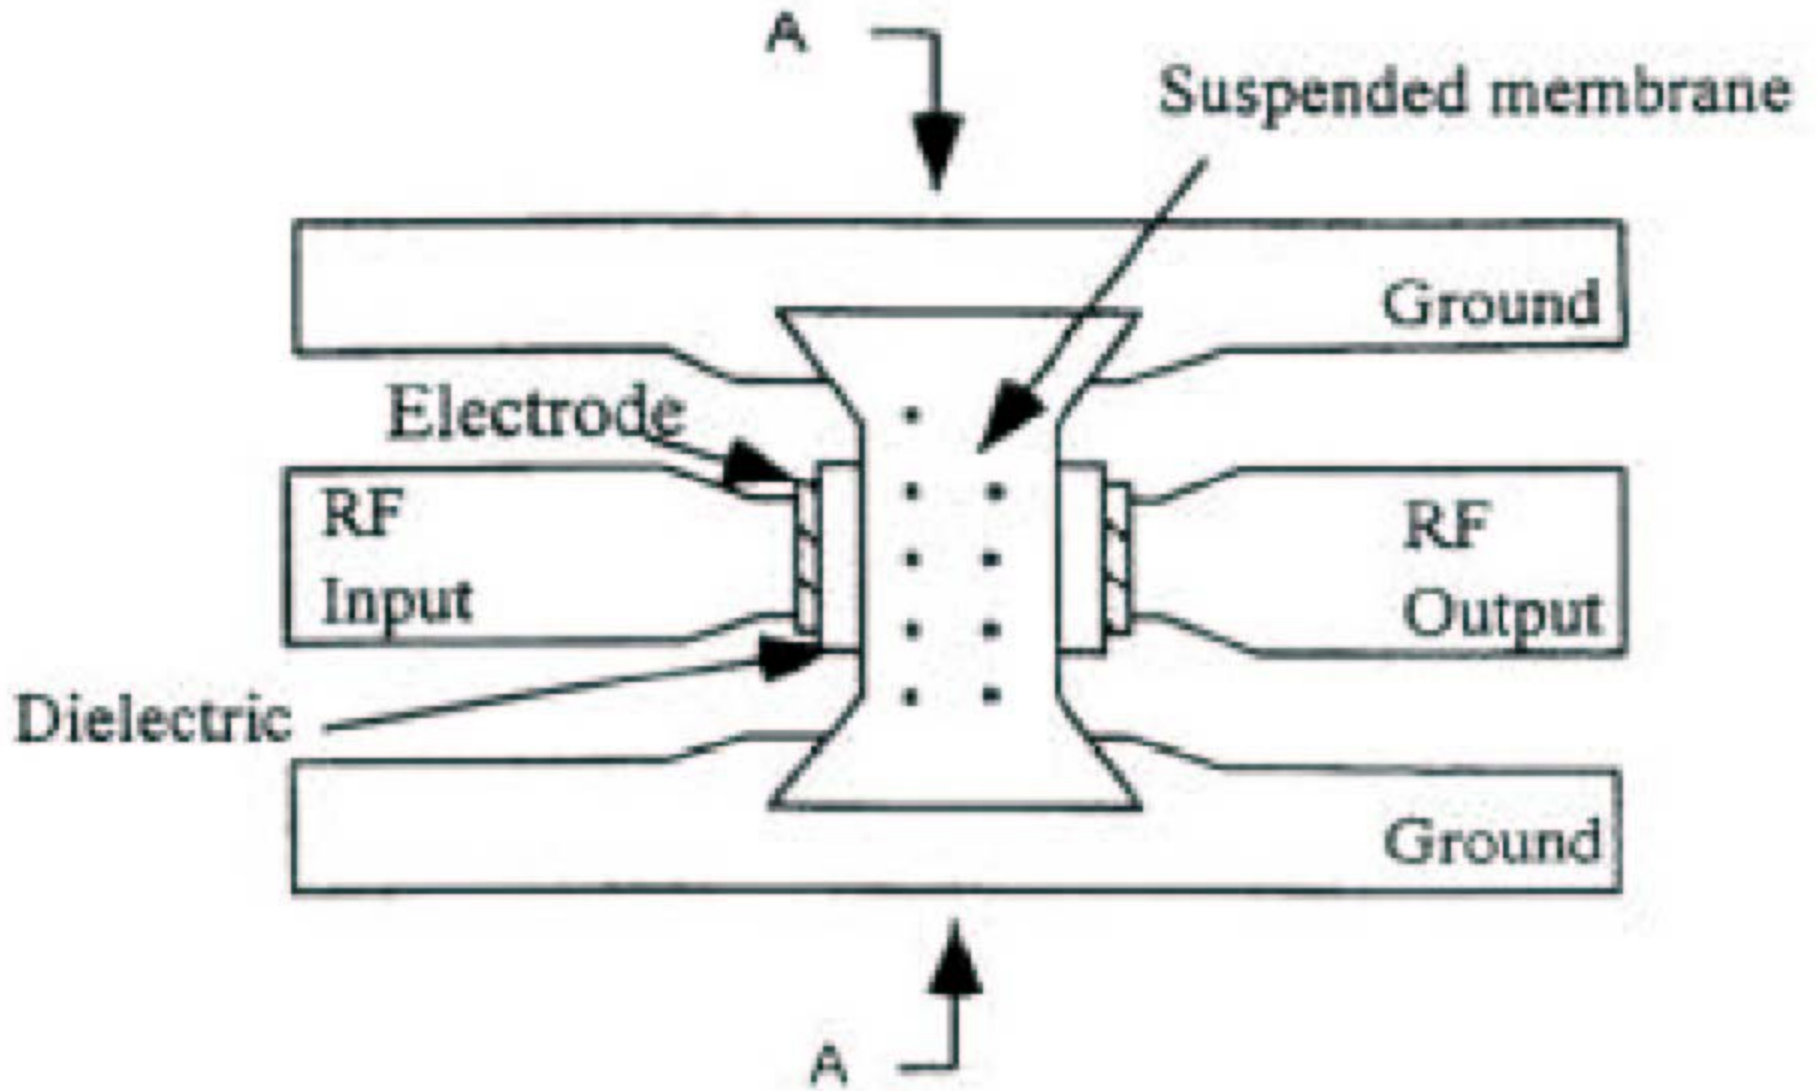 A
Suspended membrane
Ground
Electrode
RF
Input
RF
Output
Dielectric
Ground
A